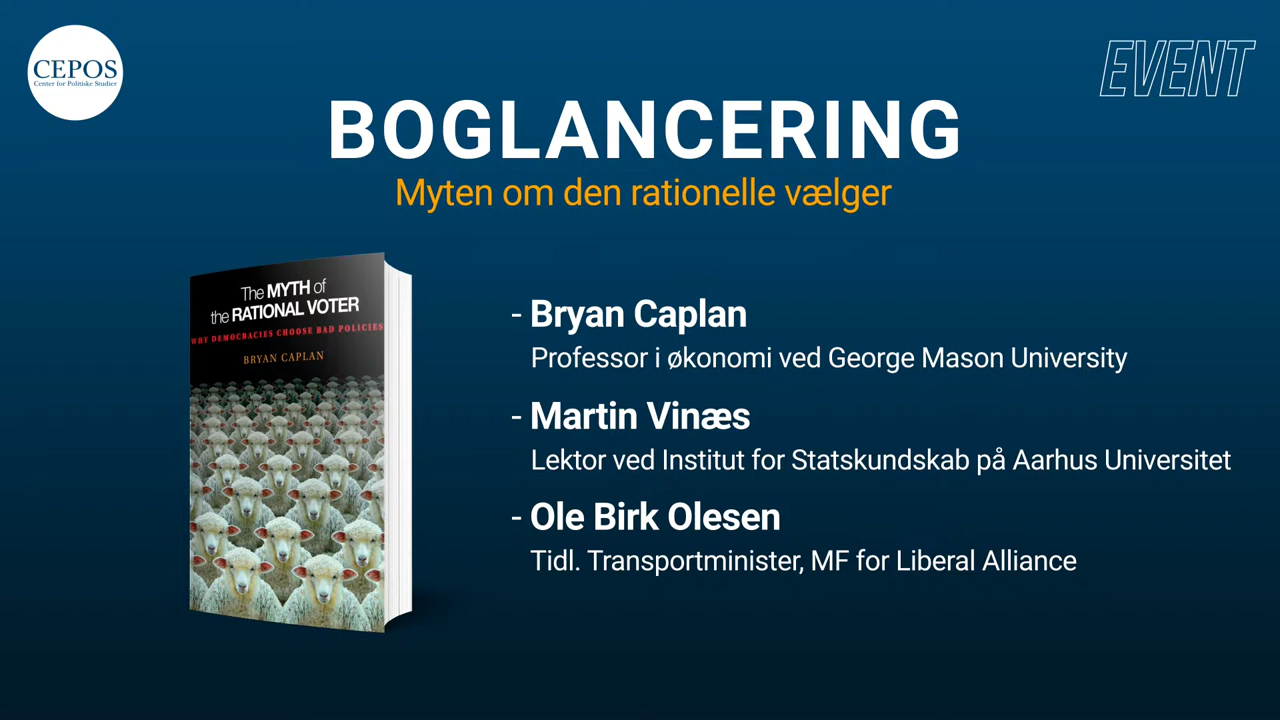 CEPOS
Center for Politiske Studier
EVENT
BOGLANCERING
Myten om den rationelle vælger
The MYTH of
the RATIONAL VOTER
WHY DEMOCRACIES CHOOSE BAD POLICIES
BRYAN CAPLAN
- Bryan Caplan
Professor i økonomi ved George Mason University
- Martin Vinæs
Lektor ved Institut for Statskundskab på Aarhus Universitet
- Ole Birk Olesen
Tidl. Transportminister, MF for Liberal Alliance